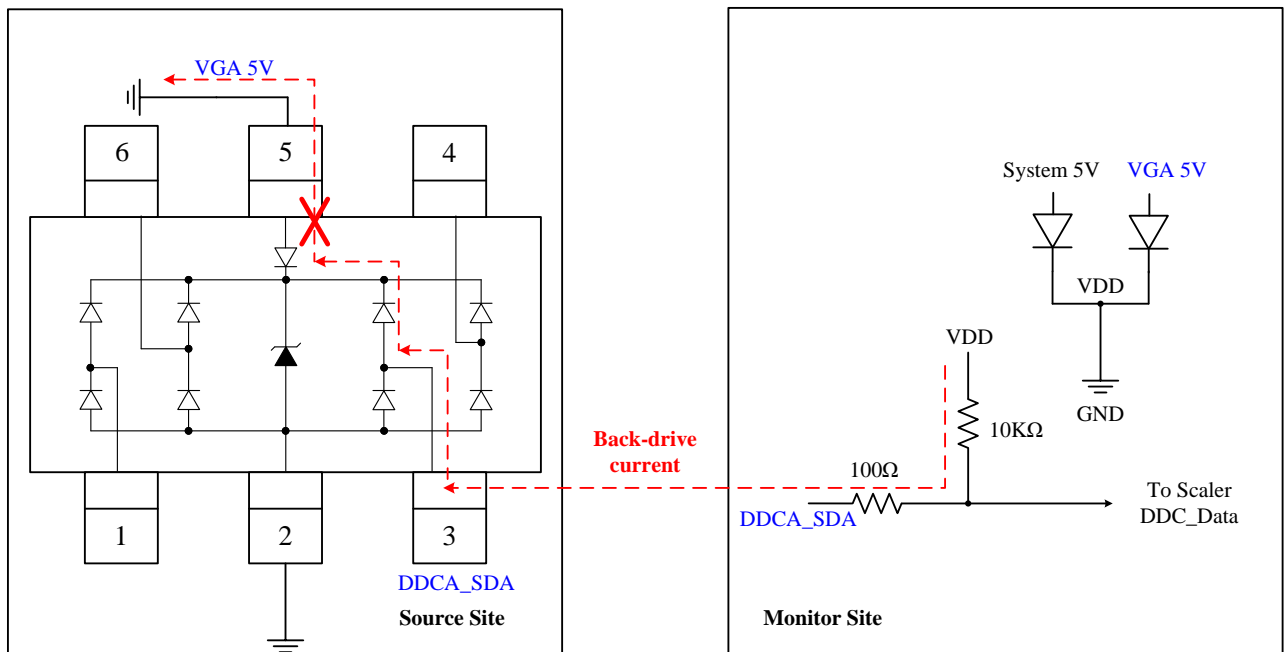 VGA 5V
6
5
4
1
2
3
DDCA_SDA
Source Site
Back-drive
current
System 5V
VGA 5V
VDD
GND
VDD
10KΩ
100Ω
DDCA_SDA
To Scaler
DDC_Data
Monitor Site